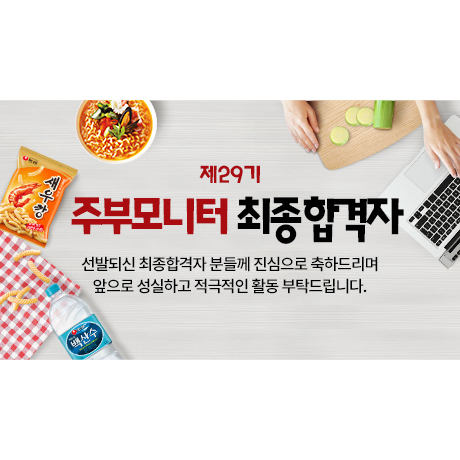 제29기
주부모니터 최종합격자
선발되신 최종합격자 분들께 진심으로 축하드리며
앞으로 성실하고 적극적인 활동 부탁드립니다.
농심
새우깡
백산수